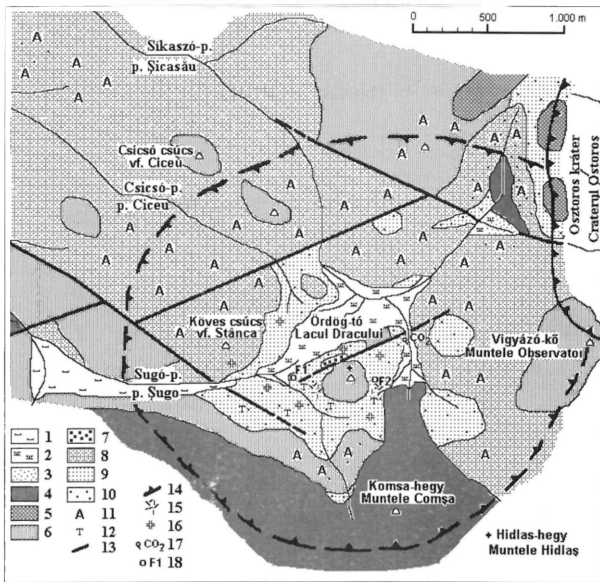 0 500 1.000 m
Síkaszó-p.
p. Şicasău
Csicsó csúcs
vf. Ciceu
Csicsó-p.
p. Ciceu
Osztoros kráter
Craterul Ostoros
Köves csúcs
vf. Stânca
Ördög-tó
Lacul Dracului
CO2
Vigyázó-kő
Muntele Observator
F1
F2
Sugó-p.
p. Şugo
Komsa-hegy
Muntele Comşa
+ Hidlas-hegy
Muntele Hidlaş
1
2
3
4
5
6
7
8
9
10
A 11
T 12
13
14
15
16
CO2 17
F1 18